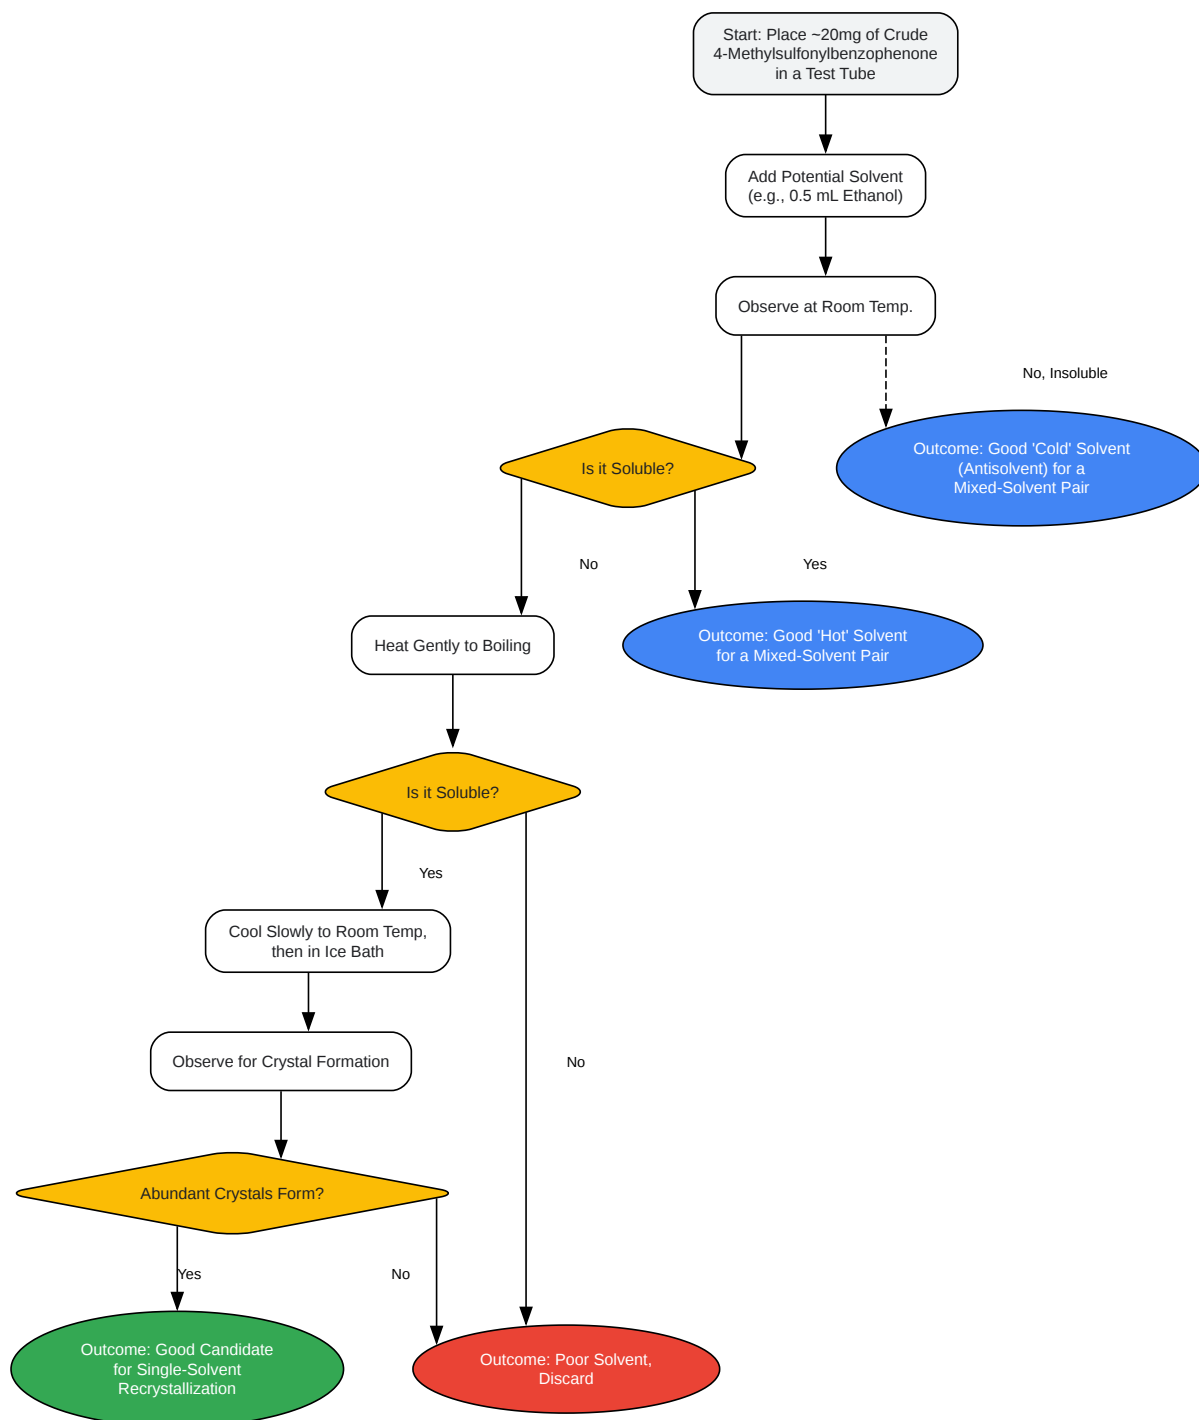 Start: Place ~20mg of Crude
4-Methylsulfonylbenzophenone
in a Test Tube
Add Potential Solvent
(e.g., 0.5 mL Ethanol)
Observe at Room Temp.
No, Insoluble
Outcome: Good 'Cold' Solvent
(Antisolvent) for a
Mixed-Solvent Pair
Is it Soluble?
No
Yes
Outcome: Good 'Hot' Solvent
for a Mixed-Solvent Pair
Heat Gently to Boiling
Is it Soluble?
Yes
Cool Slowly to Room Temp,
then in Ice Bath
Observe for Crystal Formation
No
Abundant Crystals Form?
Yes
No
Outcome: Good Candidate
for Single-Solvent
Recrystallization
Outcome: Poor Solvent,
Discard